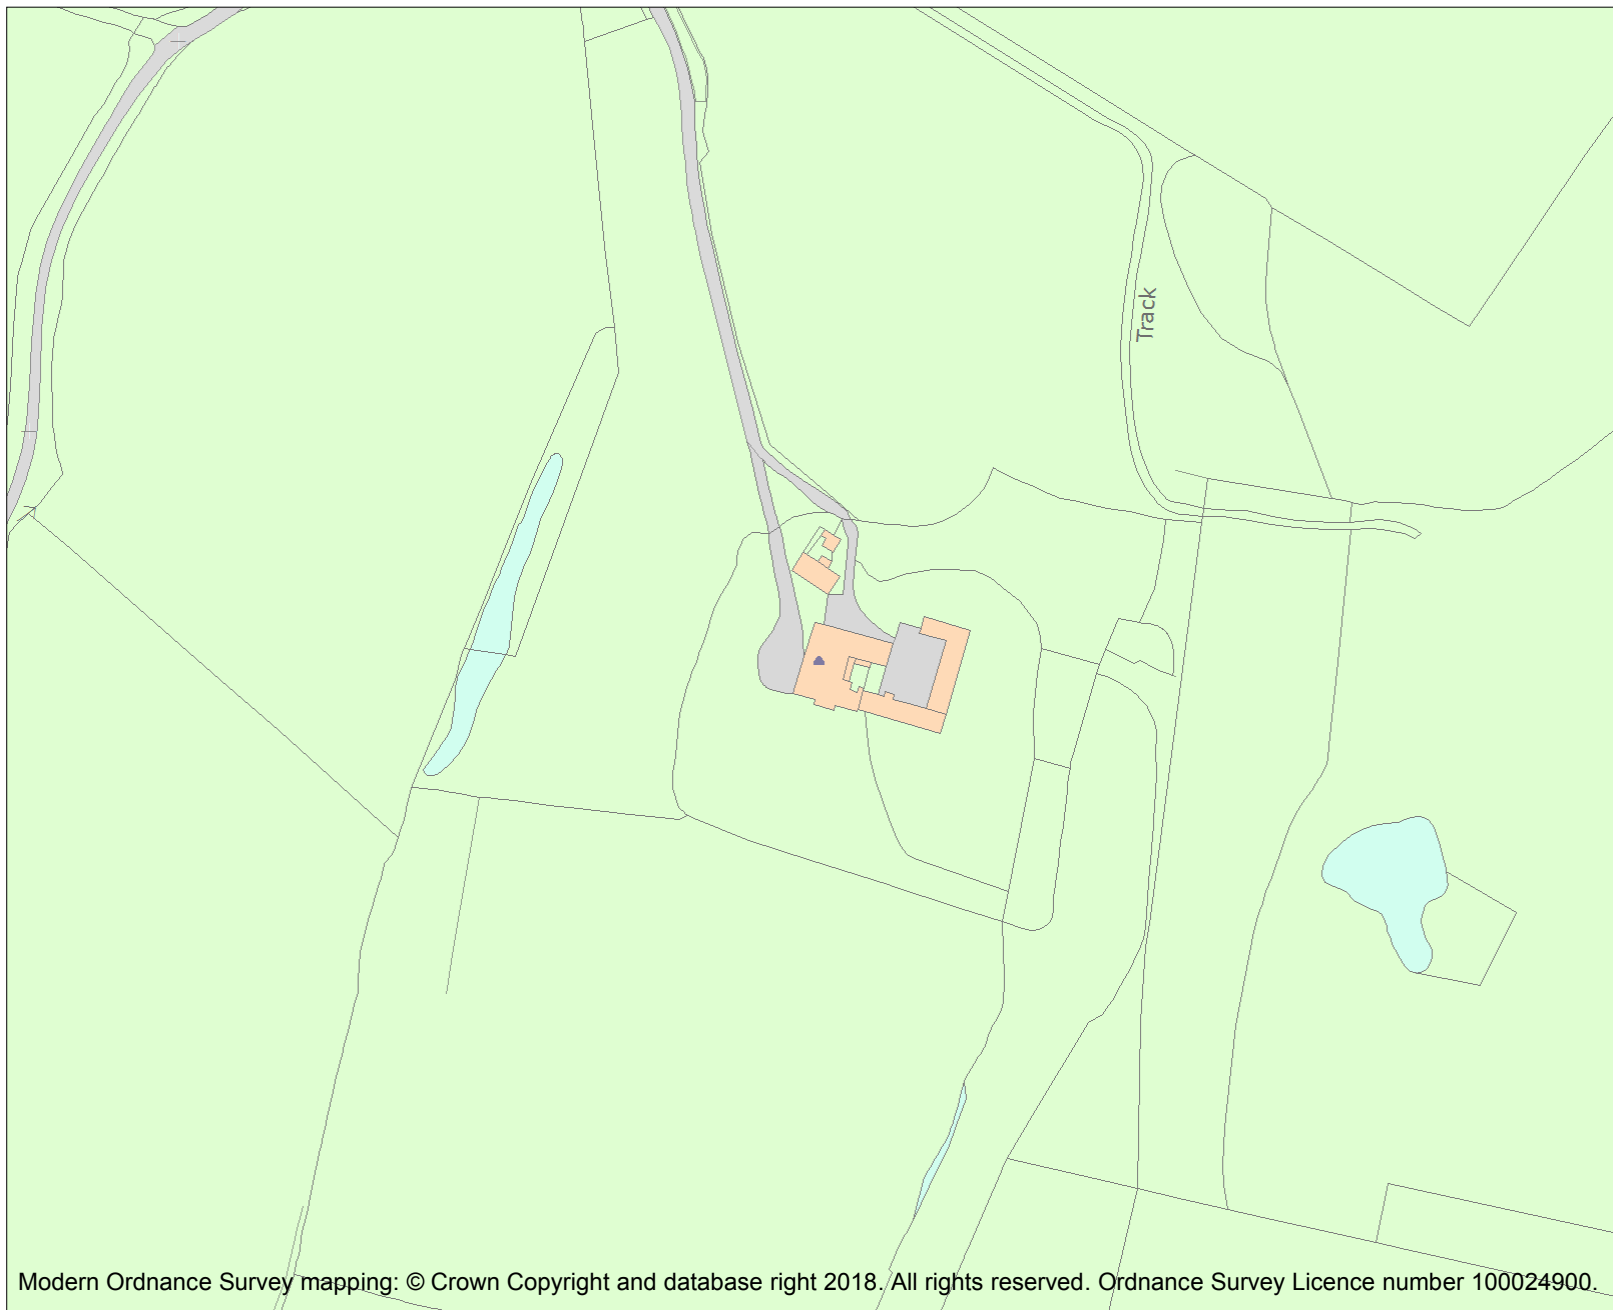 Track
Modern Ordnance Survey mapping: © Crown Copyright and database right 2018. All rights reserved. Ordnance Survey Licence number 100024900.